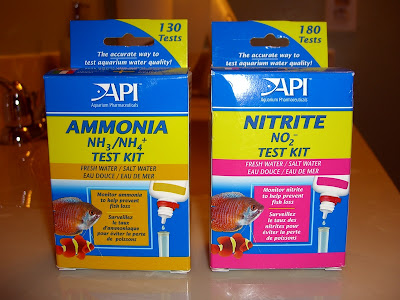 130
Tests
The accurate way to
test aquarium water quality!
API
Aquarium Pharmaceuticals
AMMONIA
NH3/NH4+
TEST KIT
FRESH WATER / SALT WATER
EAU DOUCE / EAU DE MER
Monitor ammonia
to help prevent
fish loss
Surveillez
le taux
d'ammoniaque
pour éviter la perte
de poissons
180
Tests
The accurate way to
test aquarium water quality!
API
Aquarium Pharmaceuticals
NITRITE
NO2-
TEST KIT
FRESH WATER / SALT WATER
EAU DOUCE / EAU DE MER
Monitor nitrite
to help prevent
fish loss
Surveillez
le taux des
nitrites pour
éviter la perte
de poissons